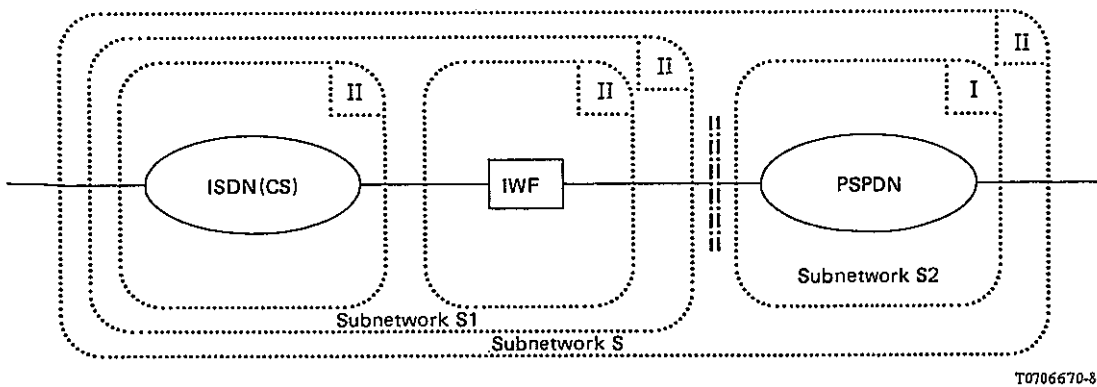 II
II
II
II
I
ISDN(CS)
IWF
PSPDN
Subnetwork S2
Subnetwork S1
Subnetwork S
T0706670-8